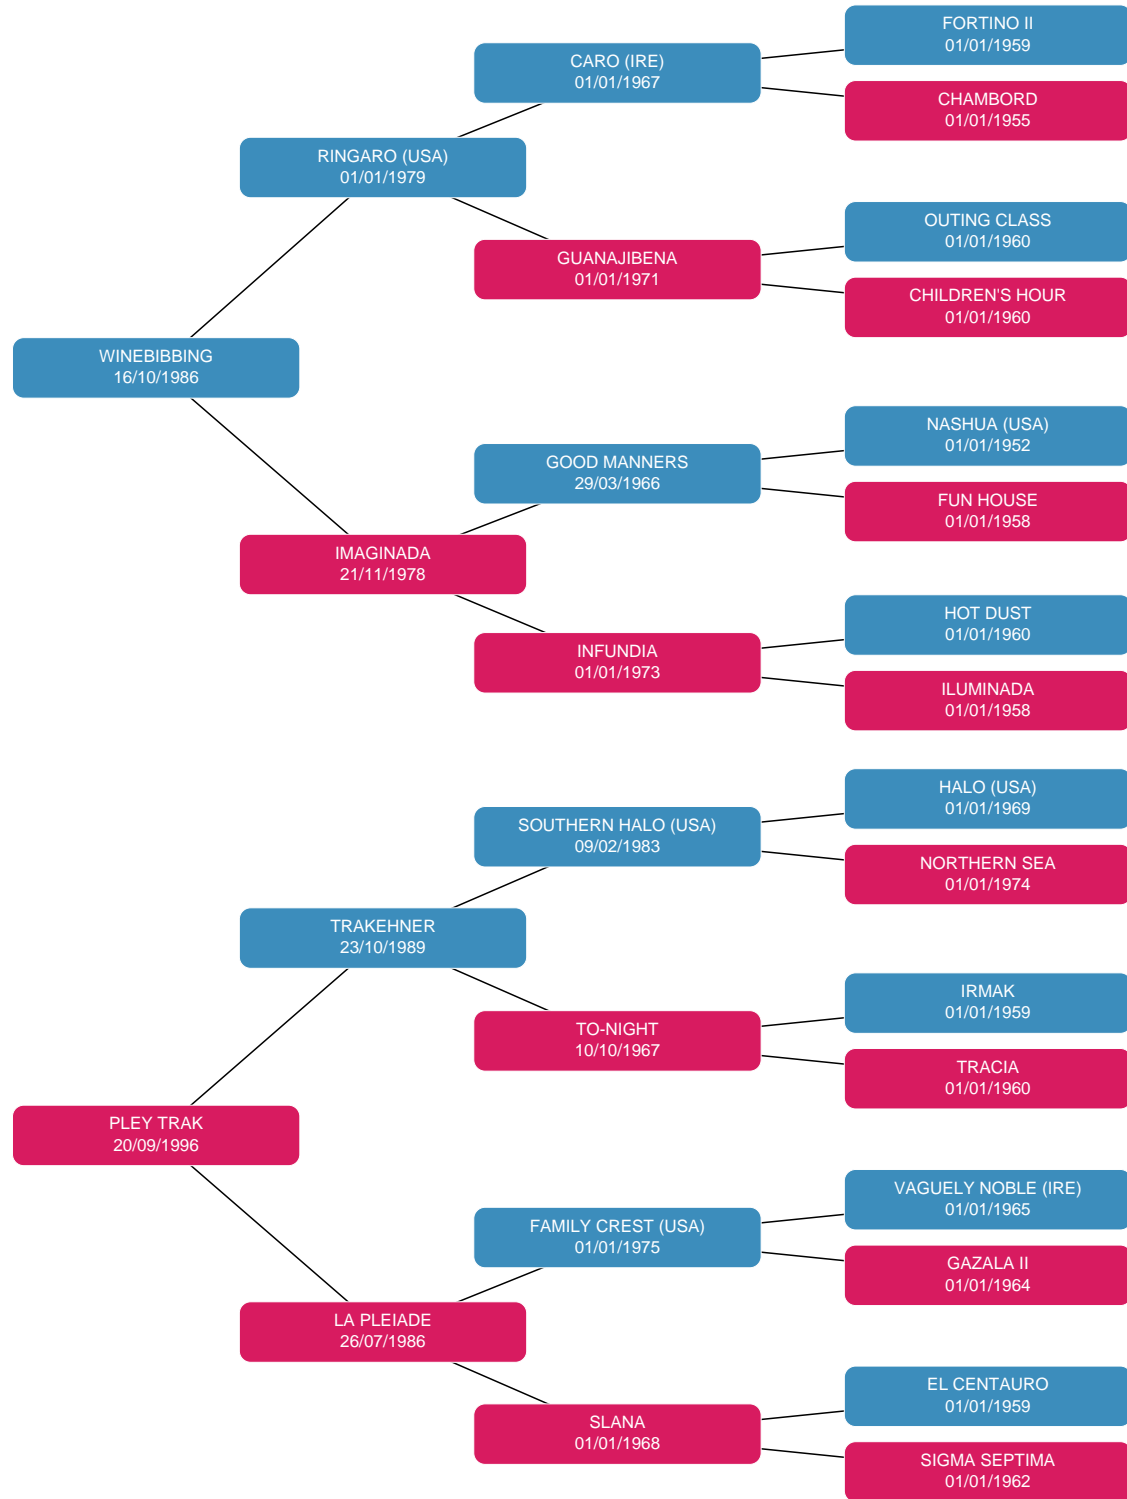 FORTINO II
01/01/1959
CARO (IRE)
01/01/1967
CHAMBORD
01/01/1955
RINGARO (USA)
01/01/1979
OUTING CLASS
01/01/1960
GUANAJIBENA
01/01/1971
CHILDREN'S HOUR
01/01/1960
WINEBIBBING
16/10/1986
NASHUA (USA)
01/01/1952
GOOD MANNERS
29/03/1966
FUN HOUSE
01/01/1958
IMAGINADA
21/11/1978
HOT DUST
01/01/1960
INFUNDIA
01/01/1973
ILUMINADA
01/01/1958
HALO (USA)
01/01/1969
SOUTHERN HALO (USA)
09/02/1983
NORTHERN SEA
01/01/1974
TRAKEHNER
23/10/1989
IRMAK
01/01/1959
TO-NIGHT
10/10/1967
TRACIA
01/01/1960
PLEY TRAK
20/09/1996
VAGUELY NOBLE (IRE)
01/01/1965
FAMILY CREST (USA)
01/01/1975
GAZALA II
01/01/1964
LA PLEIADE
26/07/1986
EL CENTAURO
01/01/1959
SLANA
01/01/1968
SIGMA SEPTIMA
01/01/1962